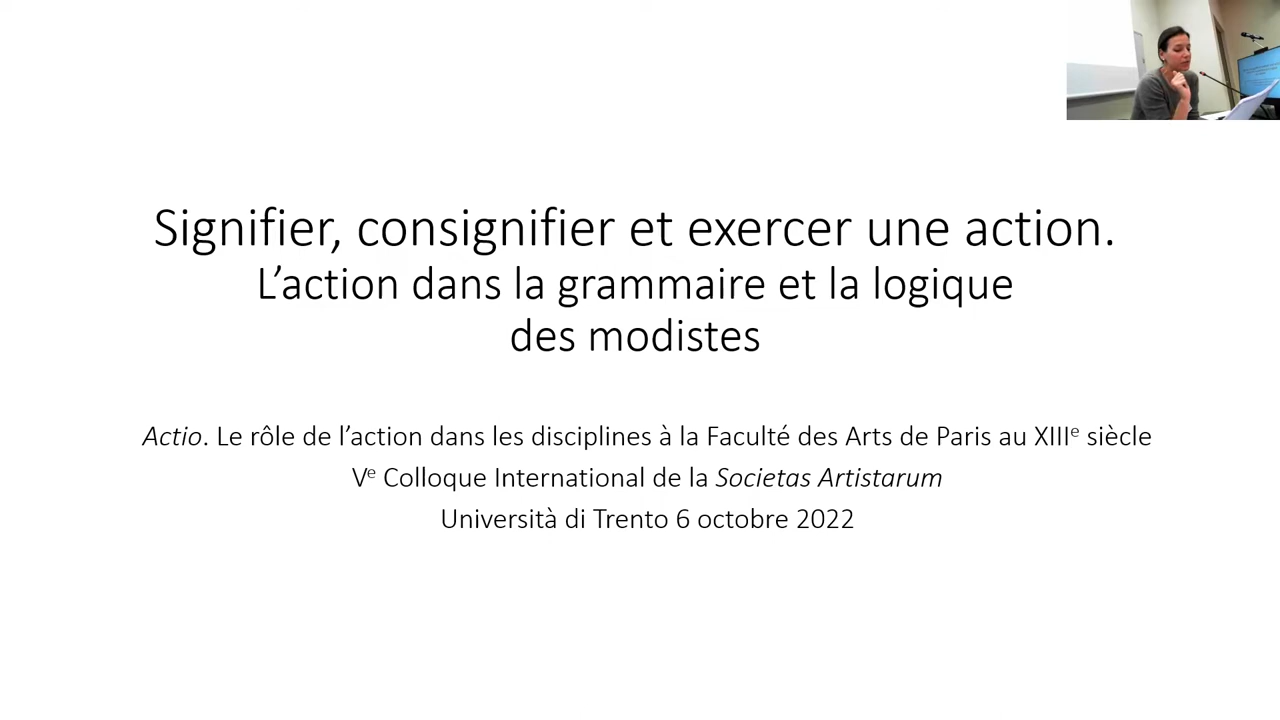 Signifier, consignifier et exercer une action.
L’action dans la grammaire et la logique
des modistes
Actio. Le rôle de l’action dans les disciplines à la Faculté des Arts de Paris au XIIIe siècle
Ve Colloque International de la Societas Artistarum
Università di Trento 6 octobre 2022